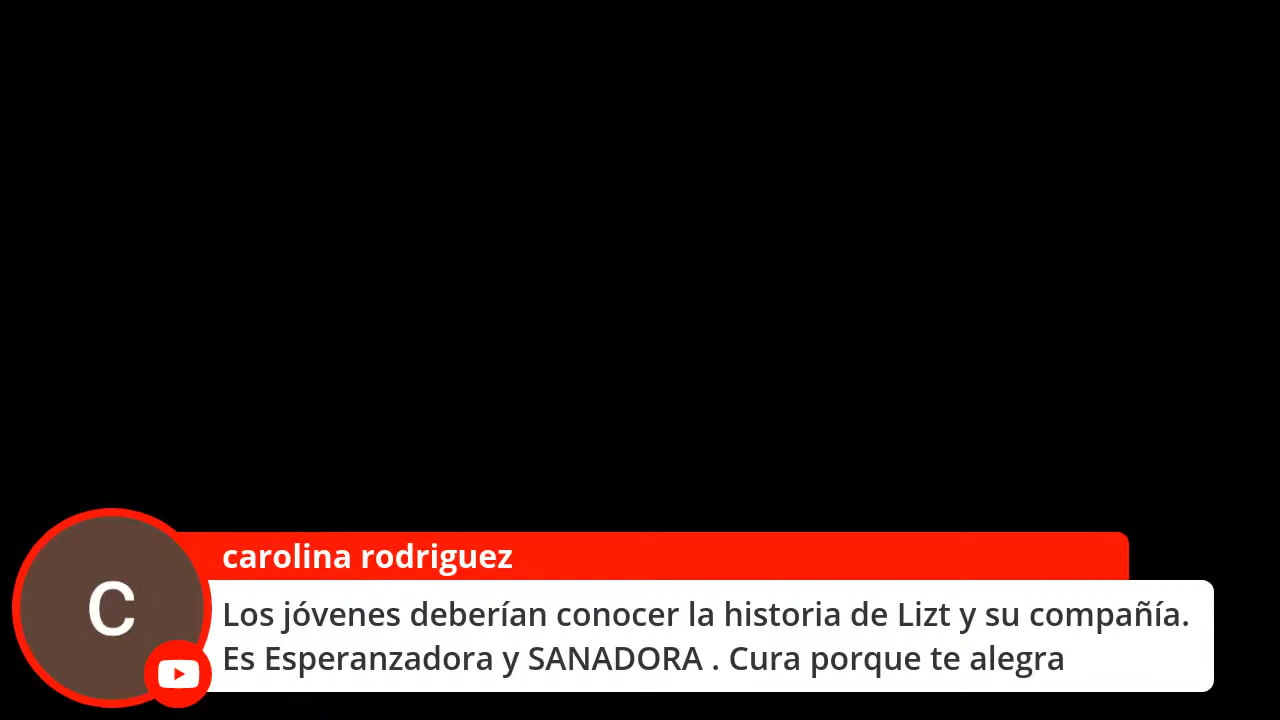 carolina rodriguez
C
Los jóvenes deberían conocer la historia de Lizt y su compañía.
Es Esperanzadora y SANADORA . Cura porque te alegra